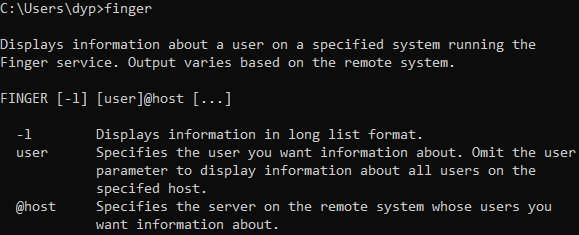 C:\Users\dyp>finger
Displays information about a user on a specified system running the
Finger service. Output varies based on the remote system.
FINGER [-l] [user]@host [...]
-l Displays information in long list format.
user Specifies the user you want information about. Omit the user
parameter to display information about all users on the
specifed host.
@host Specifies the server on the remote system whose users you
want information about.